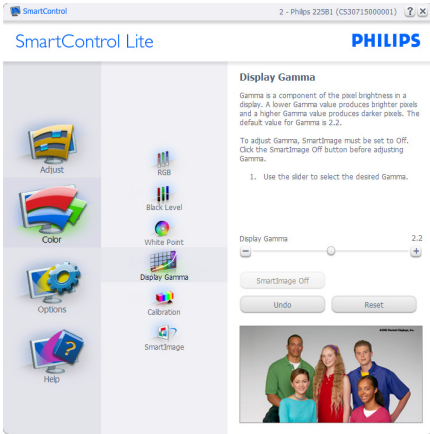 SmartControl
2 - Philips 225B1 (CS30715000001)
SmartControl Lite
PHILIPS
Adjust
Color
Options
Help
RGB
Black Level
White Point
Display Gamma
Calibration
SmartImage
Display Gamma
Gamma is a component of the pixel brightness in a
display. A lower Gamma value produces brighter pixels
and a higher Gamma value produces darker pixels. The
default value for Gamma is 2.2.
To adjust Gamma, SmartImage must be set to Off.
Click the SmartImage Off button before adjusting
Gamma.
1. Use the slider to select the desired Gamma.
Display Gamma 2.2
SmartImage Off
Undo Reset